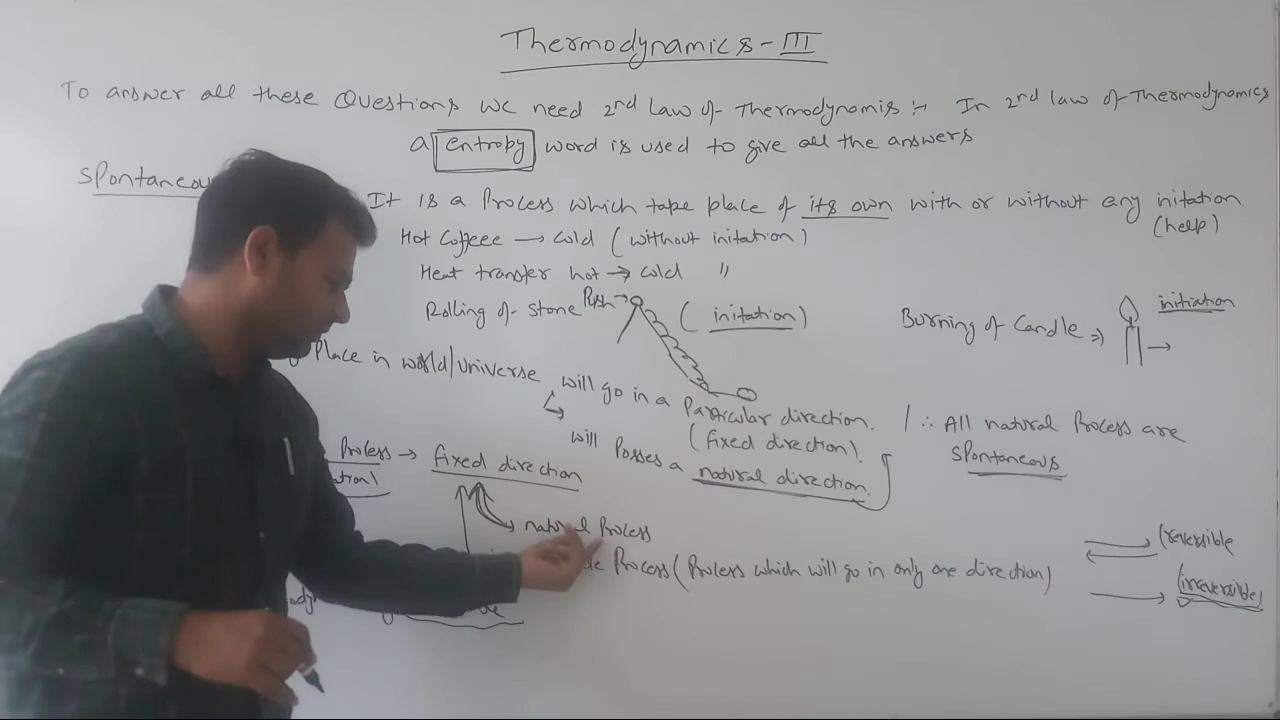 Thermodynamics - III
To answer all these Questions we need 2nd law of Thermodynamis :- In 2nd law of Thermodynamics
a entropy word is used to give all the answers
It is a Process which take place of its own with or without any initation
(help)
Hot Coffeee → cold (without initation)
Heat transfer hot → cold "
Rolling of stone Push → (initation)
Burning of Candle ⇒ initiation
Place in world/universe will go in a Particular direction.
(fixed direction).
will Posses a natural direction.
/ ∴ All natural Process are
Spontaneous
Process → fixed direction
natural Process
Process (Process which will go in only one direction)
(reversible
(irreversible)